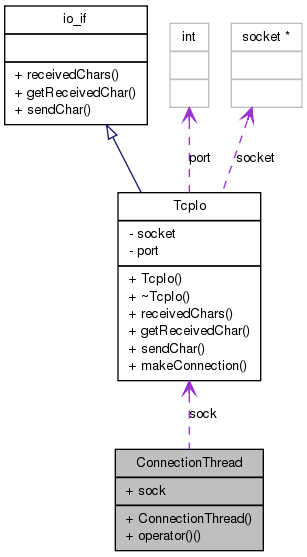 io_if
+ receivedChars()
+ getReceivedChar()
+ sendChar()
int
socket *
port
socket
TcpIo
- socket
- port
+ TcpIo()
+ ~TcpIo()
+ receivedChars()
+ getReceivedChar()
+ sendChar()
+ makeConnection()
sock
ConnectionThread
+ sock
+ ConnectionThread()
+ operator()()